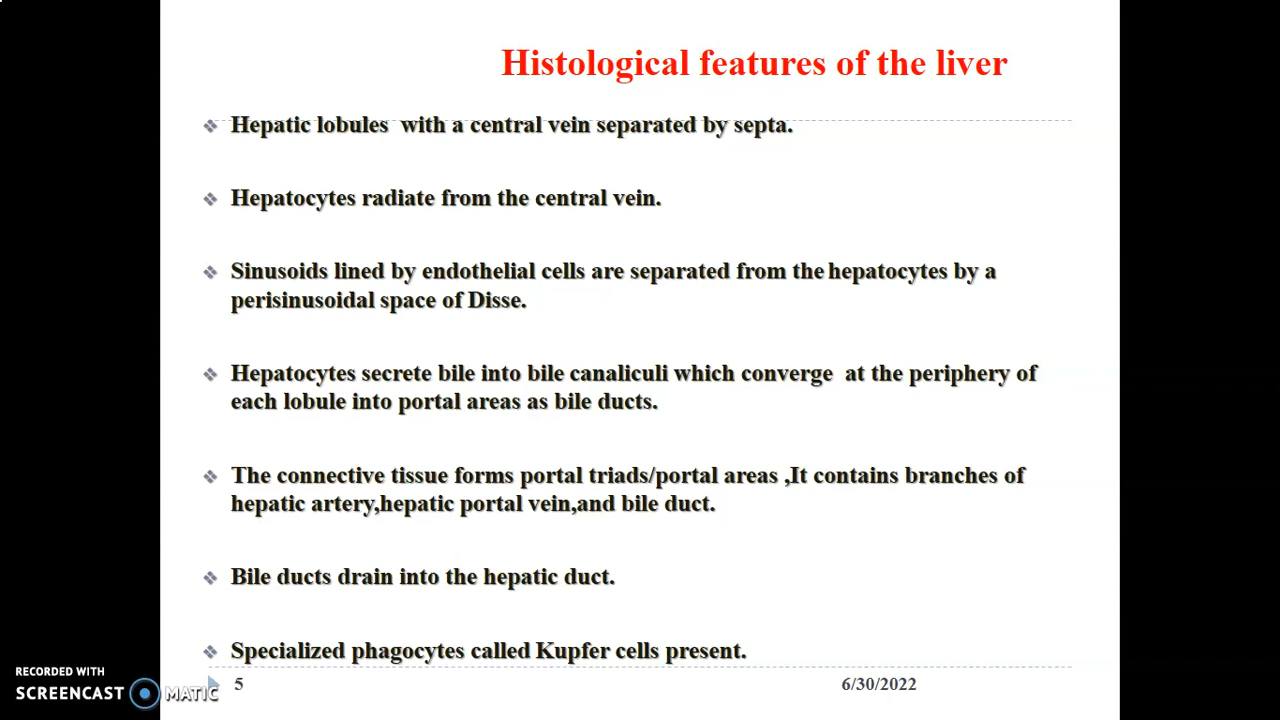 Histological features of the liver
Hepatic lobules with a central vein separated by septa.
Hepatocytes radiate from the central vein.
Sinusoids lined by endothelial cells are separated from the hepatocytes by a
perisinusoidal space of Disse.
Hepatocytes secrete bile into bile canaliculi which converge at the periphery of
each lobule into portal areas as bile ducts.
The connective tissue forms portal triads/portal areas ,It contains branches of
hepatic artery,hepatic portal vein,and bile duct.
Bile ducts drain into the hepatic duct.
Specialized phagocytes called Kupfer cells present.
RECORDED WITH
SCREENCAST MATIC
5
6/30/2022